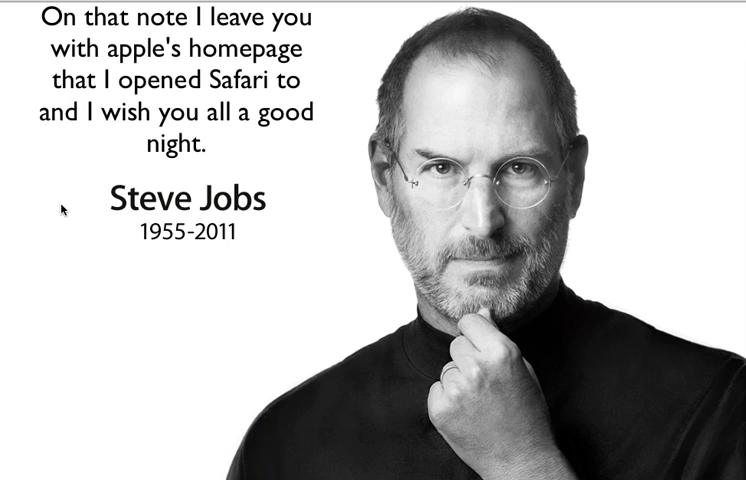 On that note I leave you
with apple's homepage
that I opened Safari to
and I wish you all a good
night.
Steve Jobs
1955-2011